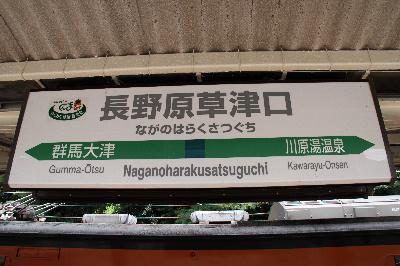 長野原草津口
ながのはらくさつぐち
群馬大津 川原湯温泉
Gumma-Ōtsu Naganoharakusatsuguchi Kawarayu-Onsen